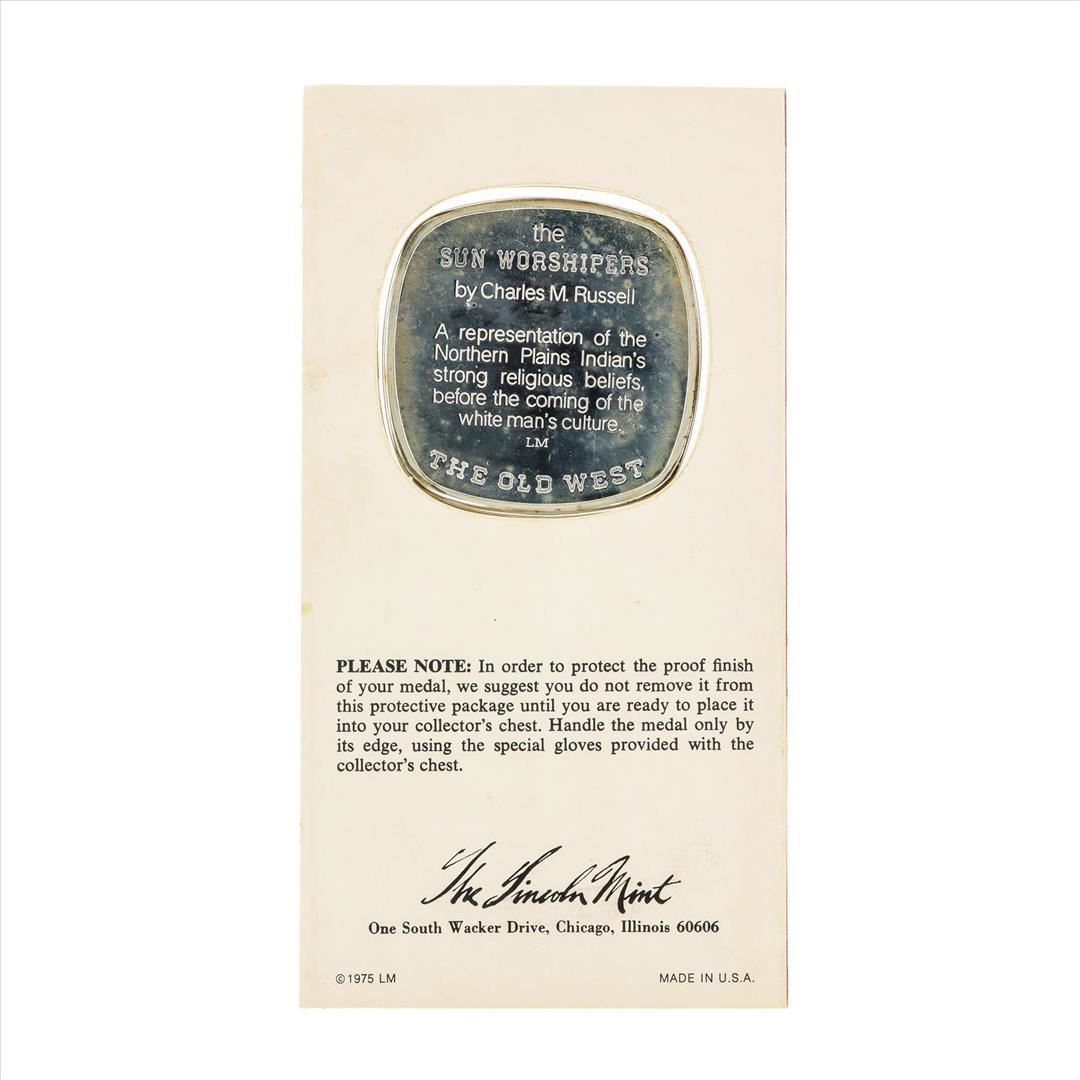 the
SUN WORSHIPERS
by Charles M. Russell
A representation of the
Northern Plains Indian's
strong religious beliefs,
before the coming of the
white man's culture.
LM
THE OLD WEST
PLEASE NOTE: In order to protect the proof finish
of your medal, we suggest you do not remove it from
this protective package until you are ready to place it
into your collector's chest. Handle the medal only by
its edge, using the special gloves provided with the
collector's chest.
The Lincoln Mint
One South Wacker Drive, Chicago, Illinois 60606
© 1975 LM
MADE IN U.S.A.